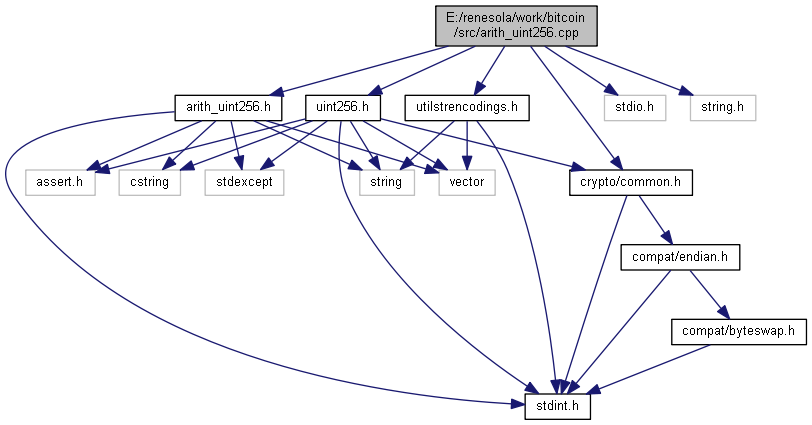 E:/renesola/work/bitcoin
/src/arith_uint256.cpp
arith_uint256.h
uint256.h
utilstrencodings.h
stdio.h
string.h
assert.h
cstring
stdexcept
string
vector
crypto/common.h
compat/endian.h
compat/byteswap.h
stdint.h